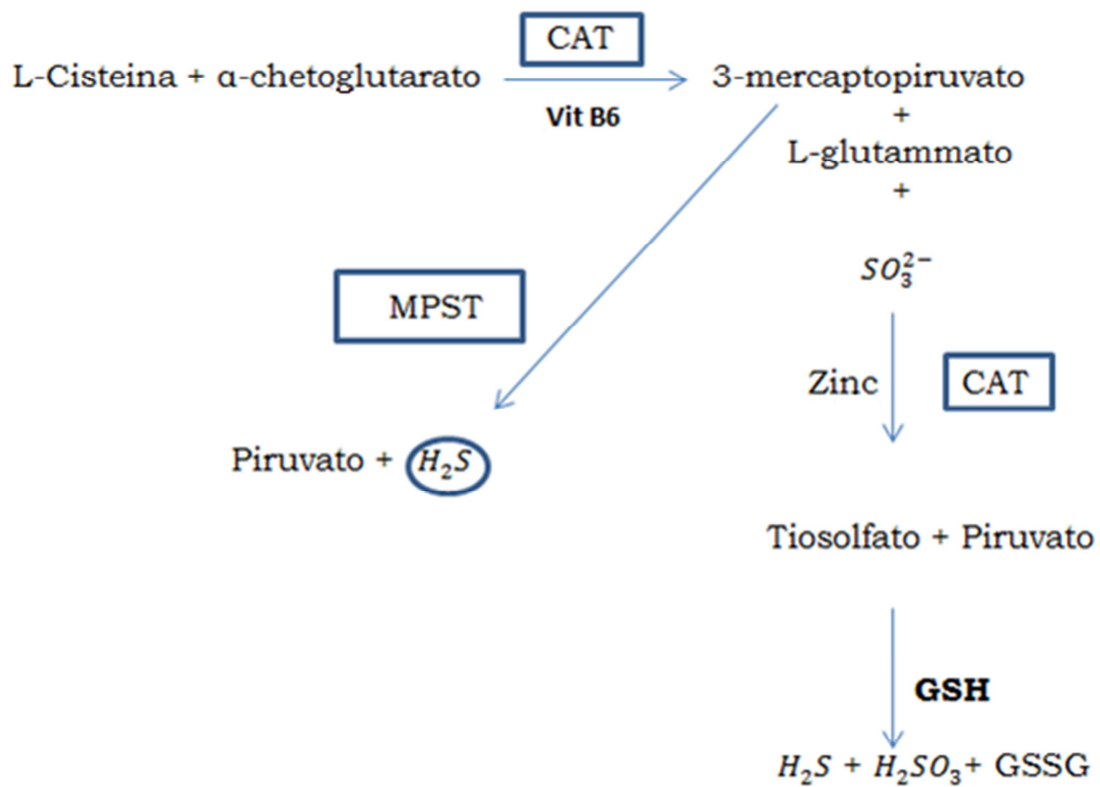 CAT
L-Cisteina + α-chetoglutarato
3-mercaptopiruvato
Vit B6
+
L-glutammato
+
SO₃²⁻
MPST
Zinc
CAT
Piruvato + H₂S
Tiosolfato + Piruvato
GSH
H₂S + H₂SO₃+ GSSG